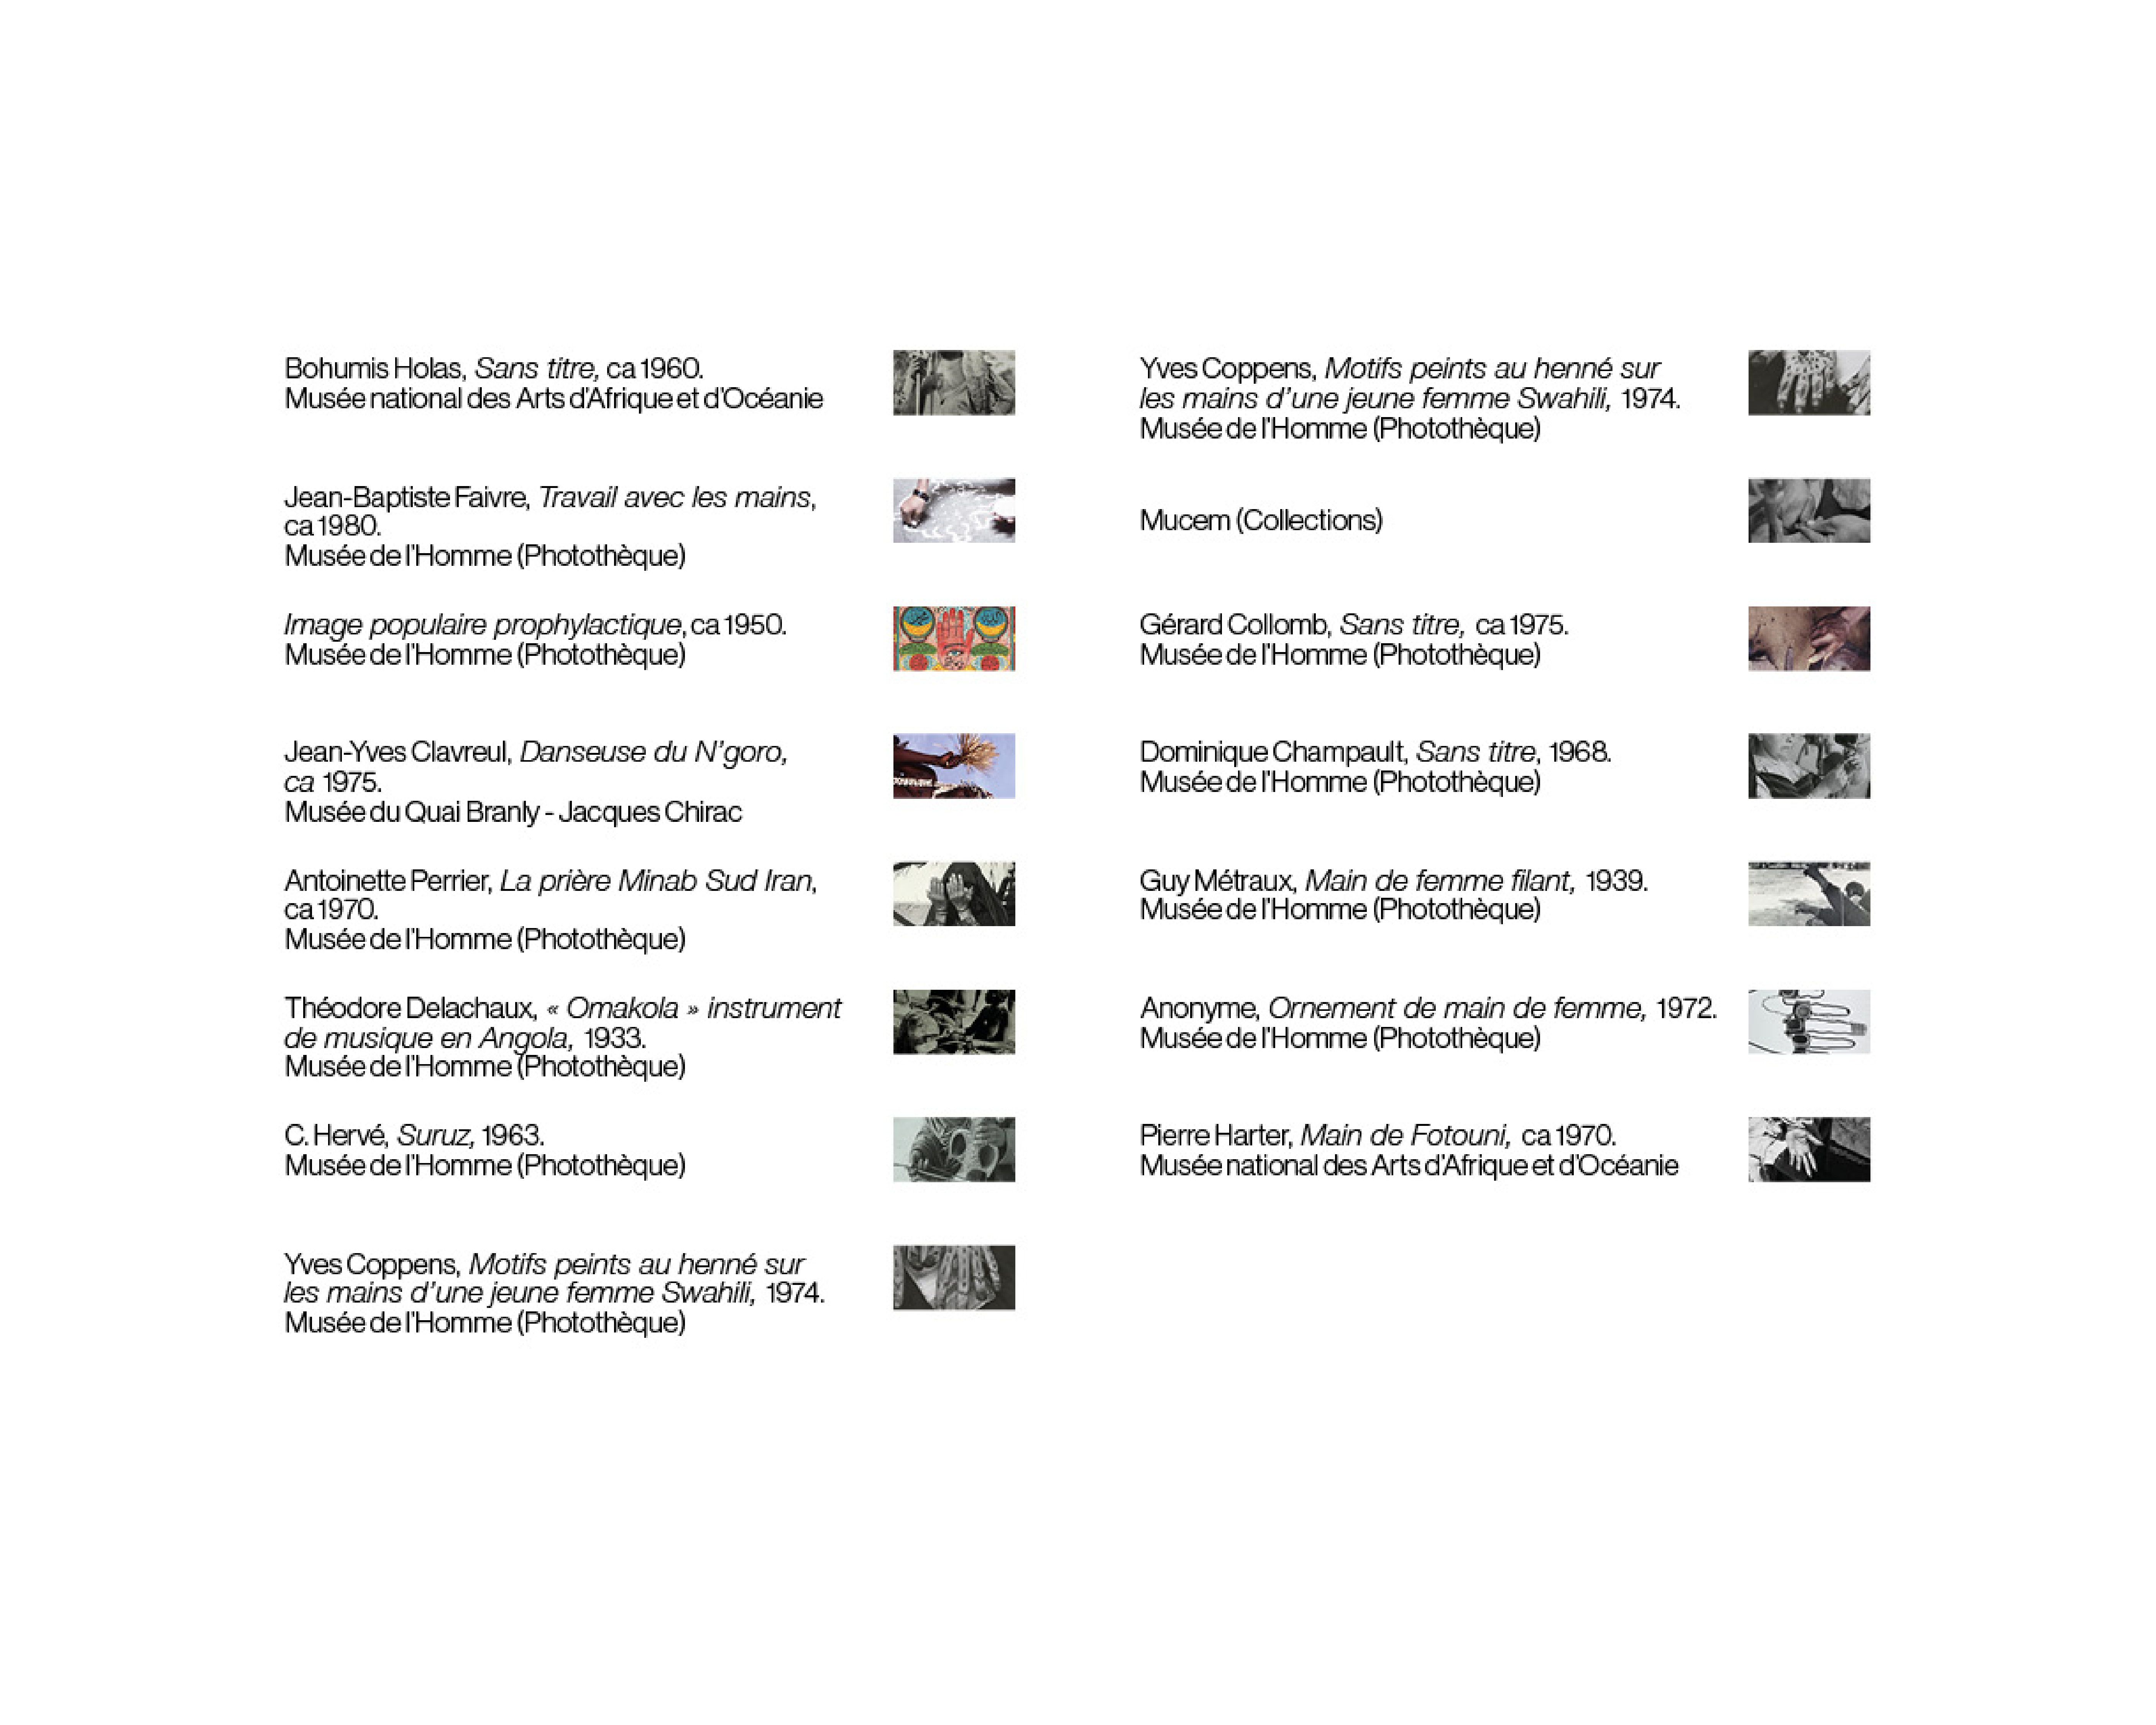 Bohumis Holas, Sans titre, ca 1960.
Musée national des Arts d'Afrique et d'Océanie
Jean-Baptiste Faivre, Travail avec les mains,
ca 1980.
Musée de l'Homme (Photothèque)
Image populaire prophylactique, ca 1950.
Musée de l'Homme (Photothèque)
Jean-Yves Clavreul, Danseuse du N'goro,
ca 1975.
Musée du Quai Branly - Jacques Chirac
Antoinette Perrier, La prière Minab Sud Iran,
ca 1970.
Musée de l'Homme (Photothèque)
Théodore Delachaux, « Omakola » instrument
de musique en Angola, 1933.
Musée de l'Homme (Photothèque)
C. Hervé, Suruz, 1963.
Musée de l'Homme (Photothèque)
Yves Coppens, Motifs peints au henné sur
les mains d'une jeune femme Swahili, 1974.
Musée de l'Homme (Photothèque)
Yves Coppens, Motifs peints au henné sur
les mains d'une jeune femme Swahili, 1974.
Musée de l'Homme (Photothèque)
Mucem (Collections)
Gérard Collomb, Sans titre, ca 1975.
Musée de l'Homme (Photothèque)
Dominique Champault, Sans titre, 1968.
Musée de l'Homme (Photothèque)
Guy Métraux, Main de femme filant, 1939.
Musée de l'Homme (Photothèque)
Anonyme, Ornement de main de femme, 1972.
Musée de l'Homme (Photothèque)
Pierre Harter, Main de Fotouni, ca 1970.
Musée national des Arts d'Afrique et d'Océanie